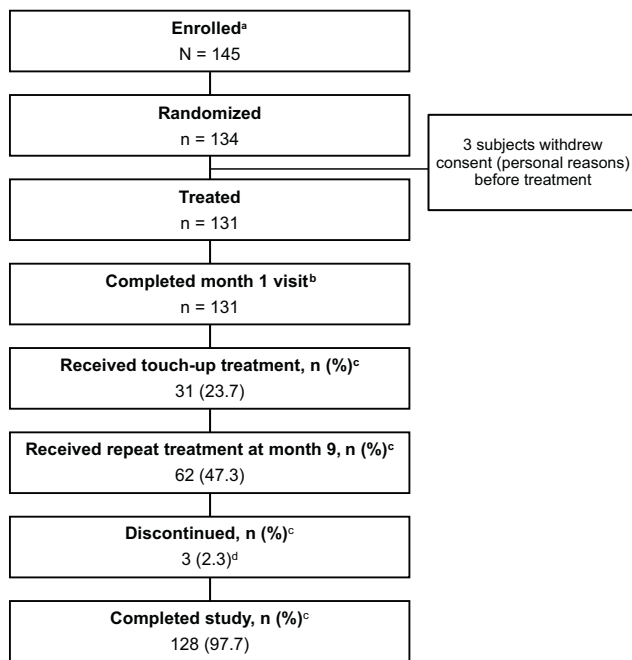 Enrolledᵃ
N = 145
Randomized
n = 134
3 subjects withdrew
consent (personal reasons)
before treatment
Treated
n = 131
Completed month 1 visitᵇ
n = 131
Received touch-up treatment, n (%)ᶜ
31 (23.7)
Received repeat treatment at month 9, n (%)ᶜ
62 (47.3)
Discontinued, n (%)ᶜ
3 (2.3)ᵈ
Completed study, n (%)ᶜ
128 (97.7)